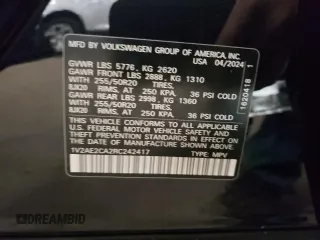 MFD BY VOLKSWAGEN GROUP OF AMERICA, INC.
USA 04/2024
GVWR LBS 5776, KG 2620
GAWR FRONT LBS 2888, KG 1310
WITH 255/50R20 TIRES,
8JX20 RIMS, AT 250 KPA, 36 PSI COLD
GAWR REAR LBS 2998, KG 1360
WITH 255/50R20 TIRES,
8JX20 RIMS, AT 250 KPA, 36 PSI COLD
THIS VEHICLE CONFORMS TO ALL APPLICABLE
FEDERAL MOTOR VEHICLE SAFETY STANDARDS
IN EFFECT ON THE DATE OF
MANUFACTURE SHOWN ABOVE.
1V2AE2CA2RC242417 TYPE: MPV
1620418 1
DREAMBID